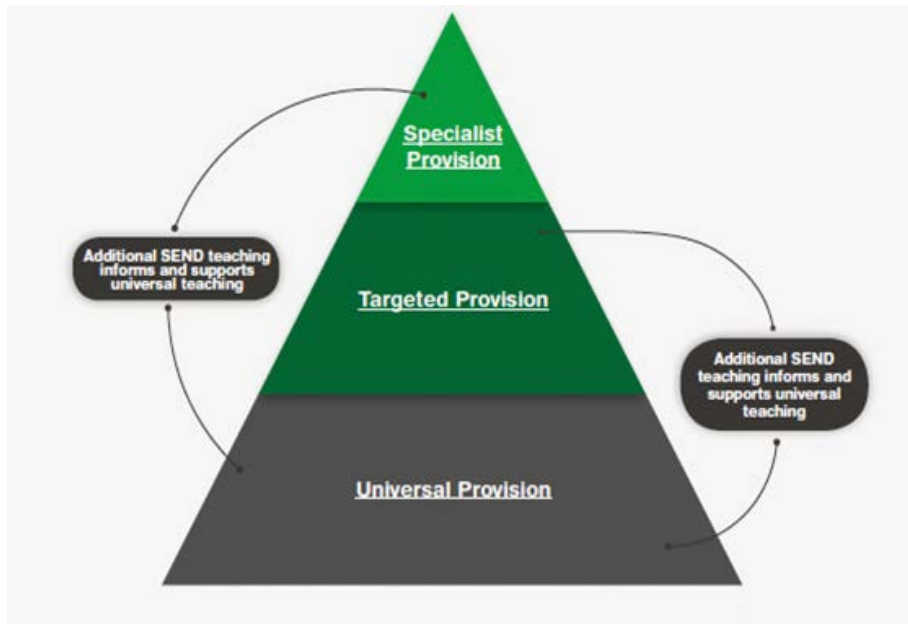 Specialist
Provision
Additional SEND teaching
informs and supports
universal teaching
Targeted Provision
Additional SEND
teaching informs and
supports universal
teaching
Universal Provision